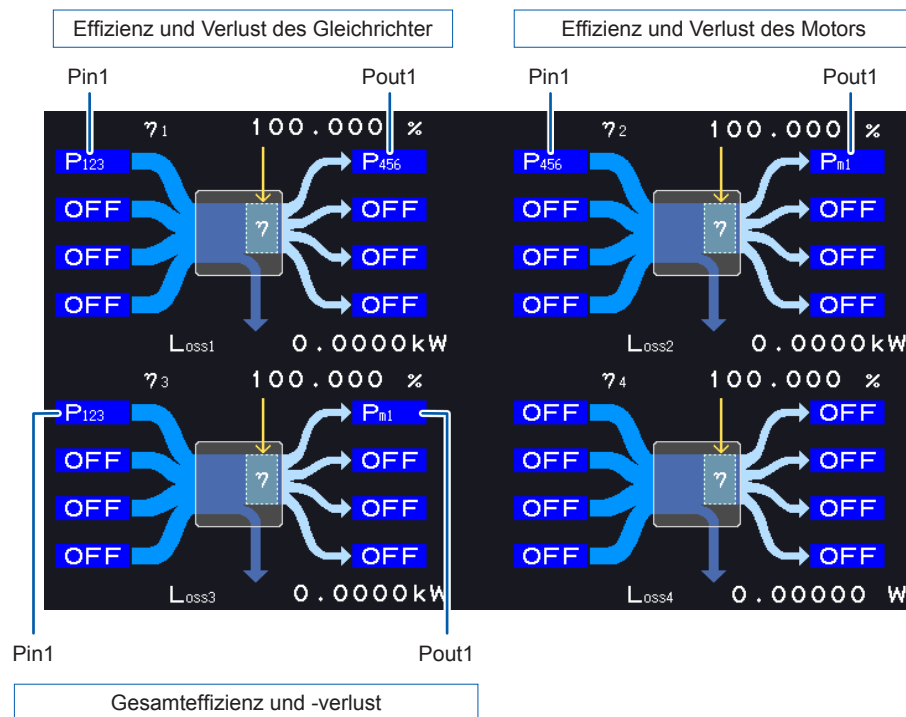 Effizienz und Verlust des Gleichrichter
Effizienz und Verlust des Motors
Pin1
Pout1
Pin1
Pout1
η1 100.000 %
P123
P456
OFF
OFF
OFF
OFF
OFF
OFF
η
Loss1 0.0000kW
η2 100.000 %
P456
Pm1
OFF
OFF
OFF
OFF
OFF
OFF
η
Loss2 0.0000kW
η3 100.000 %
P123
Pm1
OFF
OFF
OFF
OFF
OFF
OFF
η
Loss3 0.0000kW
η4 100.000 %
OFF
OFF
OFF
OFF
OFF
OFF
OFF
OFF
η
Loss4 0.00000 W
Pin1
Pout1
Gesamteffizienz und -verlust